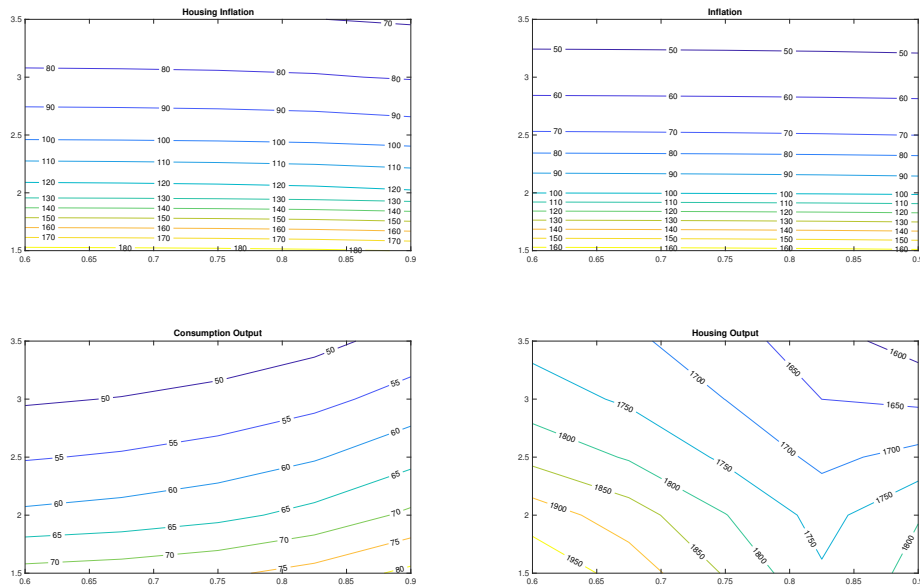 Housing Inflation
3.5
3
2.5
2
1.5
0.6 0.65 0.7 0.75 0.8 0.85 0.9
70
80 80 80 80
90 90 90 90
100 100 100 100
110 110 110 110
120 120 120 120
130 130 130 130
140 140 140 140
150 150 150 150
160 160 160 160
170 170 170 170
180 180 180
Inflation
3.5
3
2.5
2
1.5
0.6 0.65 0.7 0.75 0.8 0.85 0.9
50 50 50 50
60 60 60 60
70 70 70 70
80 80 80 80
90 90 90 90
100 100 100 100
110 110 110 110
120 120 120 120
130 130 130 130
140 140 140 140
150 150 150 150
160 160 160 160
Consumption Output
3.5
3
2.5
2
1.5
0.6 0.65 0.7 0.75 0.8 0.85 0.9
50 50 50
55 55 55 55
60 60 60 60
65 65 65 65
70 70 70 70
75 75
80
Housing Output
3.5
3
2.5
2
1.5
0.6 0.65 0.7 0.75 0.8 0.85 0.9
1600
1650 1650
1700 1700 1700
1750 1750 1750 1750
1800 1800 1800 1800
1850 1850
1900
1950